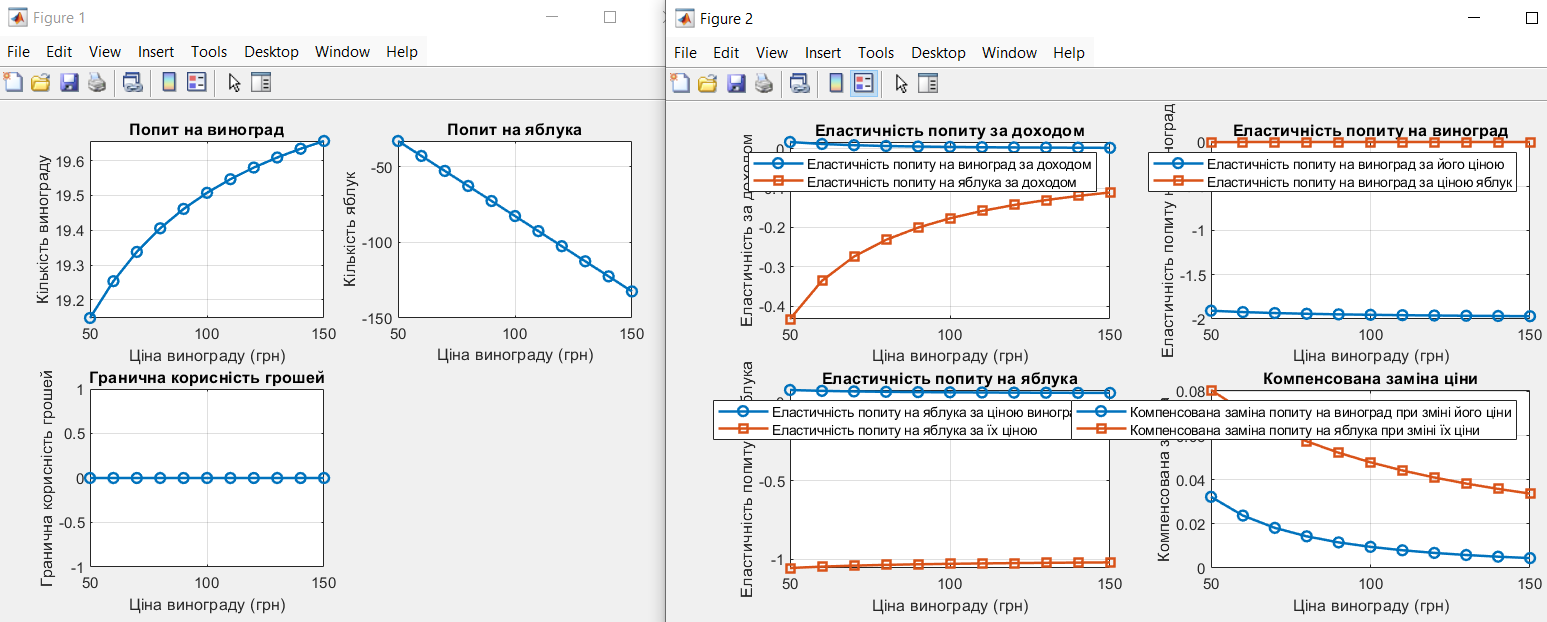 Figure 1
File Edit View Insert Tools Desktop Window Help
Попит на виноград
Кількість винограду
19.6
19.5
19.4
19.3
19.2
50 100 150
Ціна винограду (грн)
Попит на яблука
Кількість яблук
-50
-100
-150
50 100 150
Ціна винограду (грн)
Гранична корисність грошей
Гранична корисність грошей
1
0.5
0
-0.5
-1
50 100 150
Ціна винограду (грн)
Figure 2
File Edit View Insert Tools Desktop Window Help
Еластичність попиту за доходом
Еластичність попиту на виноград за доходом
Еластичність попиту на яблука за доходом
Еластичність за
0
-0.2
-0.3
-0.4
50 100 150
Ціна винограду (грн)
Еластичність попиту на виноград
Еластичність попиту на виноград за його ціною
Еластичність попиту на виноград за ціною яблук
Еластичність попиту
0
-1
-1.5
-2
50 100 150
Ціна винограду (грн)
Еластичність попиту на яблука
Еластичність попиту на яблука за ціною
Еластичність попиту на яблука за їх ціною
Еластичність попиту
-0.5
-1
50 100 150
Ціна винограду (грн)
Компенсована заміна ціни
Компенсована заміна попиту на виноград при зміні його ціни
Компенсована заміна попиту на яблука при зміні їх ціни
Компенсована
0.08
0.04
0.02
0
50 100 150
Ціна винограду (грн)